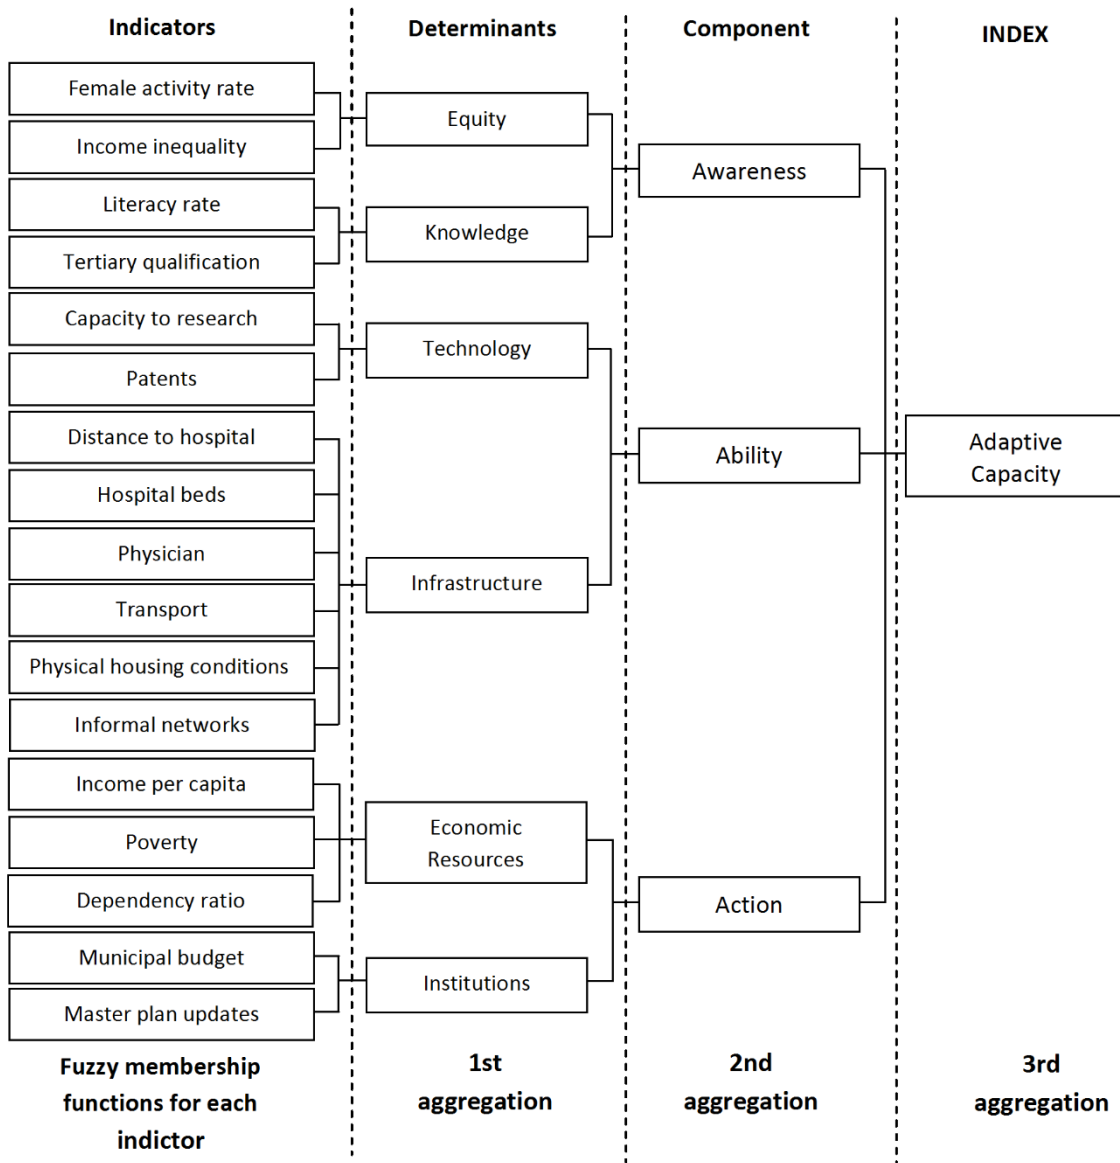 Indicators
Determinants
Component
INDEX
Female activity rate
Income inequality
Literacy rate
Tertiary qualification
Capacity to research
Patents
Distance to hospital
Hospital beds
Physician
Transport
Physical housing conditions
Informal networks
Income per capita
Poverty
Dependency ratio
Municipal budget
Master plan updates
Equity
Knowledge
Technology
Infrastructure
Economic
Resources
Institutions
Awareness
Ability
Action
Adaptive
Capacity
Fuzzy membership
functions for each
indictor
1st
aggregation
2nd
aggregation
3rd
aggregation